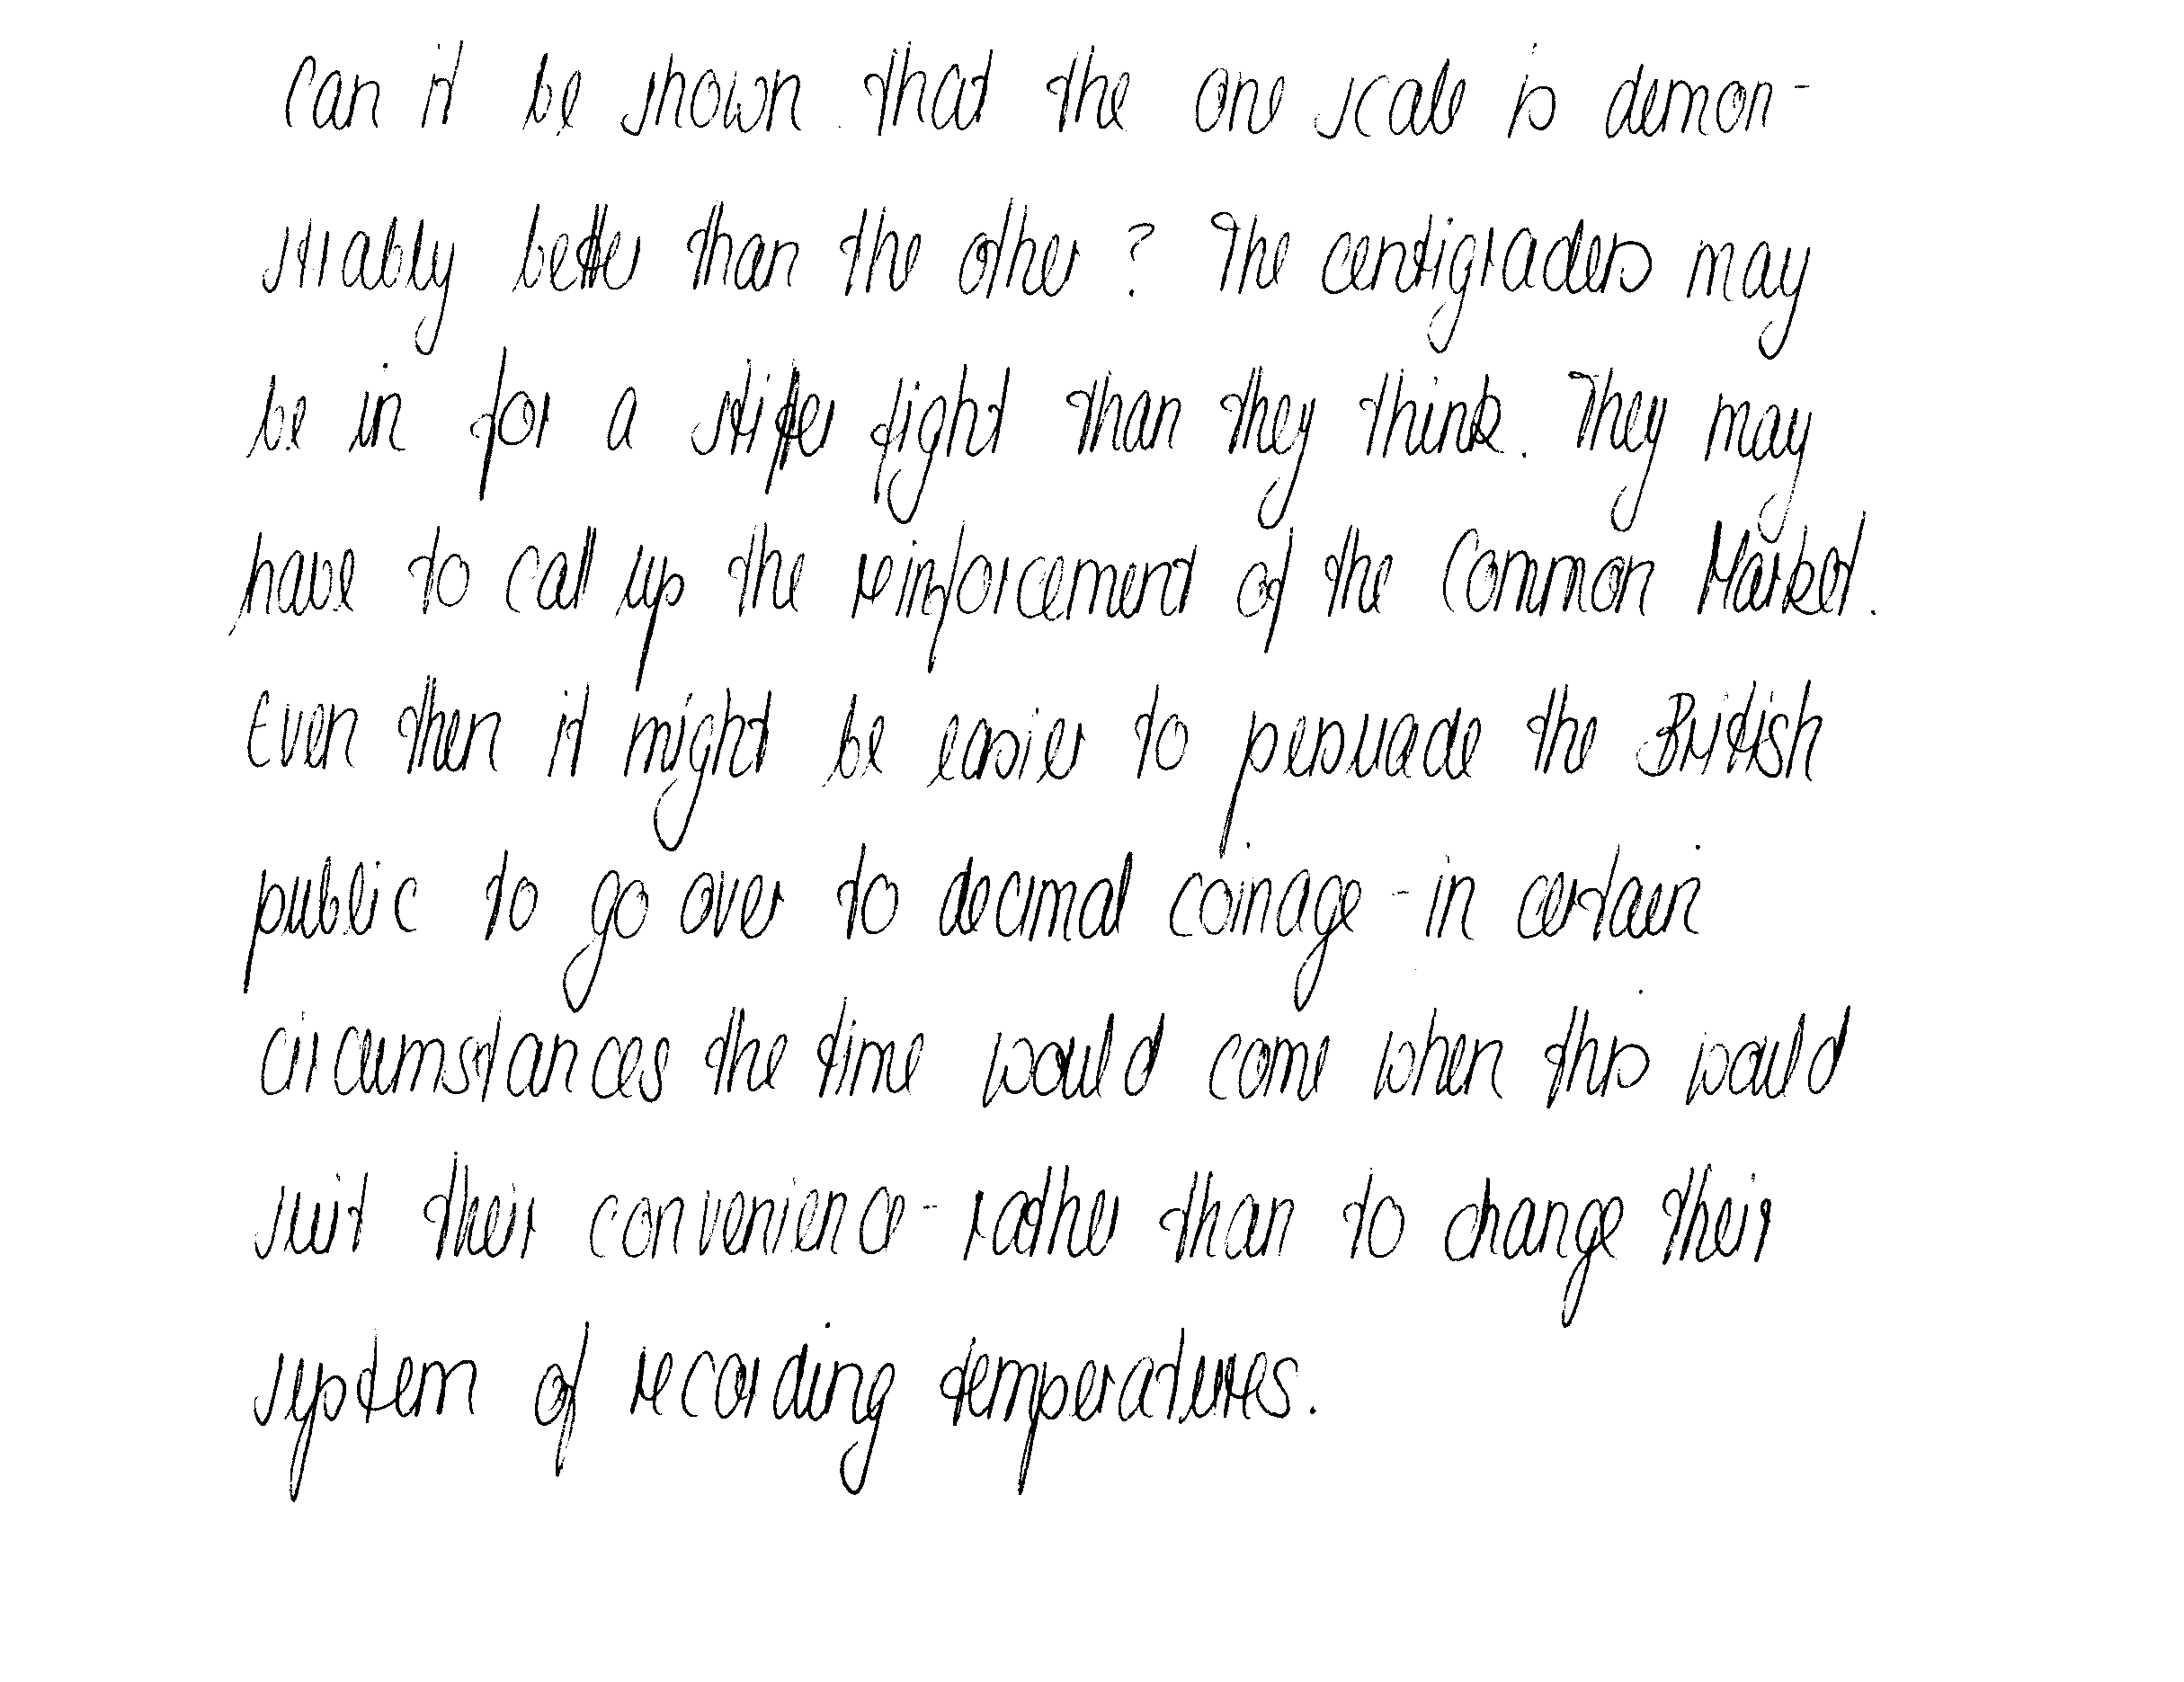 Can it be shown that the one scale is demon-
strably better than the other? The centigraders may
be in for a stiffer fight than they think. They may
have to call up the reinforcement of the Common Market.
Even then it might be easier to persuade the British
public to go over to decimal coinage - in certain
circumstances the time would come when this would
suit their convenience - rather than to change their
system of recording temperatures.